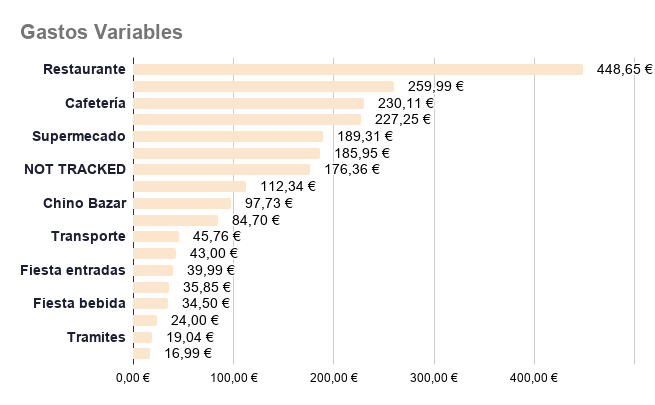 Gastos Variables
Restaurante 448,65 €
259,99 €
Cafetería 230,11 €
227,25 €
Supermecado 189,31 €
185,95 €
NOT TRACKED 176,36 €
112,34 €
Chino Bazar 97,73 €
84,70 €
Transporte 45,76 €
43,00 €
Fiesta entradas 39,99 €
35,85 €
Fiesta bebida 34,50 €
24,00 €
Tramites 19,04 €
16,99 €
0,00 € 100,00 € 200,00 € 300,00 € 400,00 €